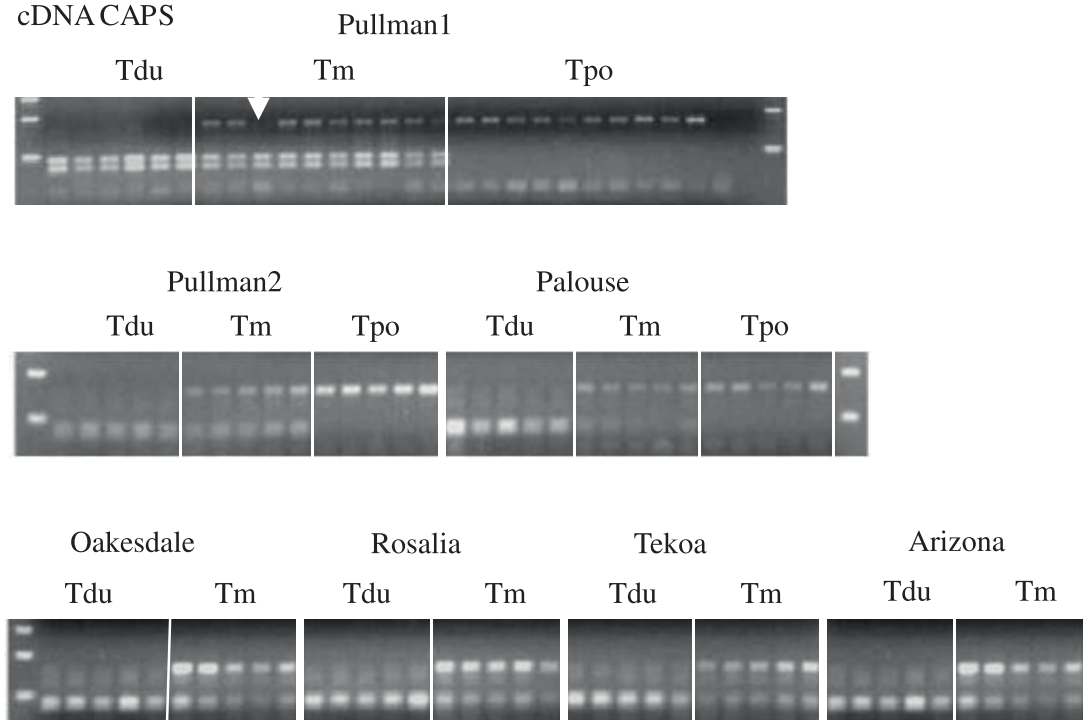 cDNA CAPS
Pullman1
Tdu Tm Tpo
Pullman2 Palouse
Tdu Tm Tpo Tdu Tm Tpo
Oakesdale Rosalia Tekoa Arizona
Tdu Tm Tdu Tm Tdu Tm Tdu Tm